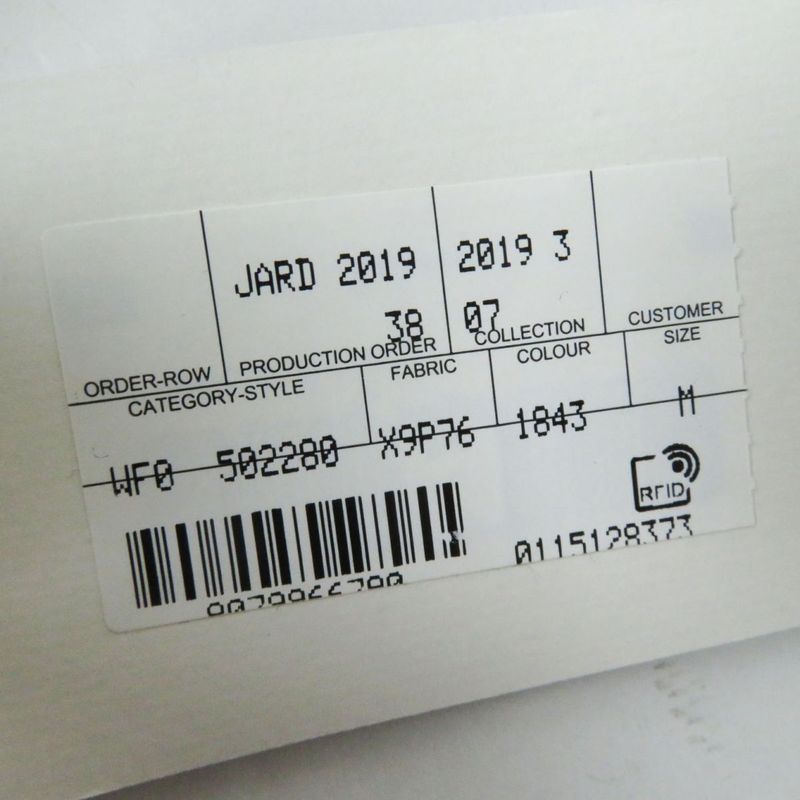 JARD 2019 2019 3
38 07
ORDER-ROW PRODUCTION ORDER COLLECTION CUSTOMER
CATEGORY-STYLE FABRIC COLOUR SIZE
WF0 502280 X9P76 1843 M
RFID
0115128373